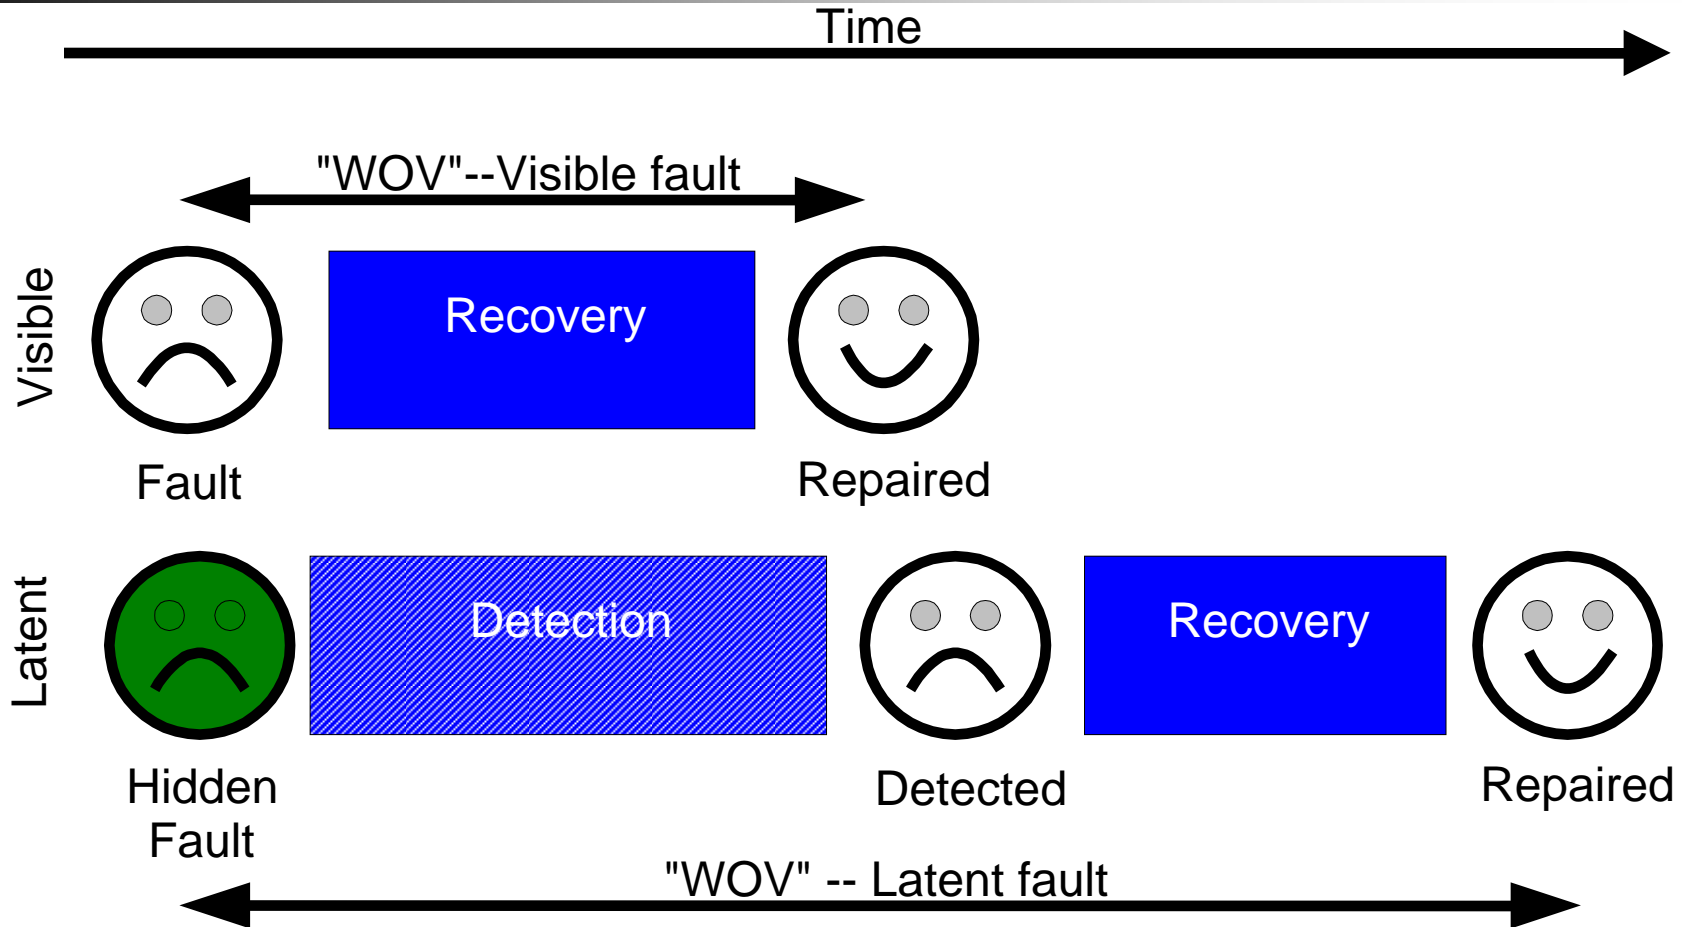 Time
"WOV"--Visible fault
Visible
Recovery
Fault
Repaired
Latent
Detection
Recovery
Hidden
Fault
Detected
Repaired
"WOV" -- Latent fault